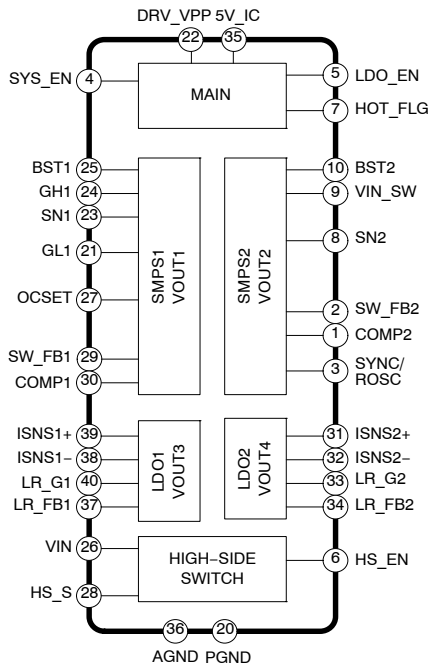 DRV_VPP 5V_IC
22 35
SYS_EN 4
MAIN
5 LDO_EN
7 HOT_FLG
BST1 25
GH1 24
SN1 23
GL1 21
OCSET 27
SW_FB1 29
COMP1 30
SMPS1
VOUT1
SMPS2
VOUT2
10 BST2
9 VIN_SW
8 SN2
2 SW_FB2
1 COMP2
3 SYNC/
ROSC
ISNS1+ 39
ISNS1− 38
LR_G1 40
LR_FB1 37
LDO1
VOUT3
LDO2
VOUT4
31 ISNS2+
32 ISNS2−
33 LR_G2
34 LR_FB2
VIN 26
HS_S 28
HIGH−SIDE
SWITCH
6 HS_EN
36 20
AGND PGND